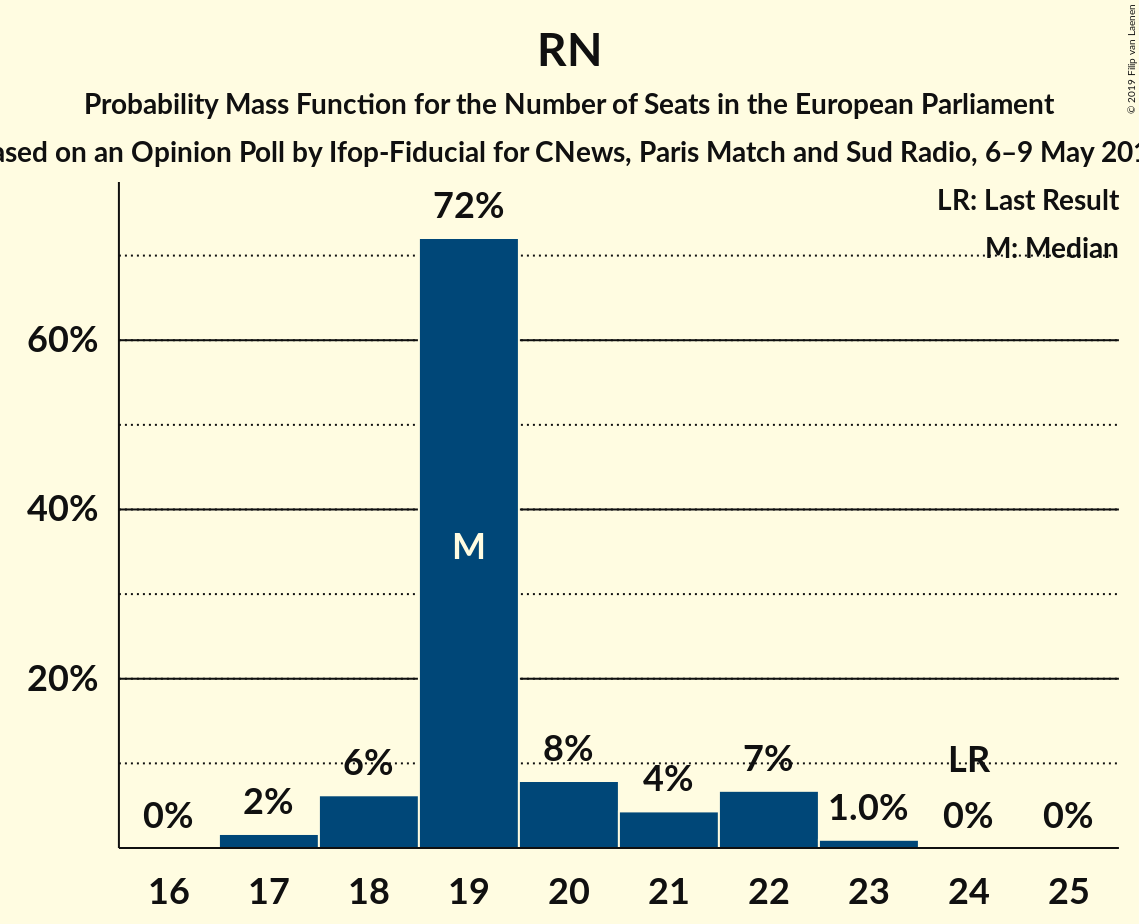 RN
Probability Mass Function for the Number of Seats in the European Parliament
on an Opinion Poll by Ifop-Fiducial for CNews, Paris Match and Sud Radio, 6–9 May
© 2019 Filip van Laenen
LR: Last Result
M: Median
72%
60%
40%
M
20%
6%
8%
4%
7%
LR
0%
2%
1.0%
0%
0%
16 17 18 19 20 21 22 23 24 25